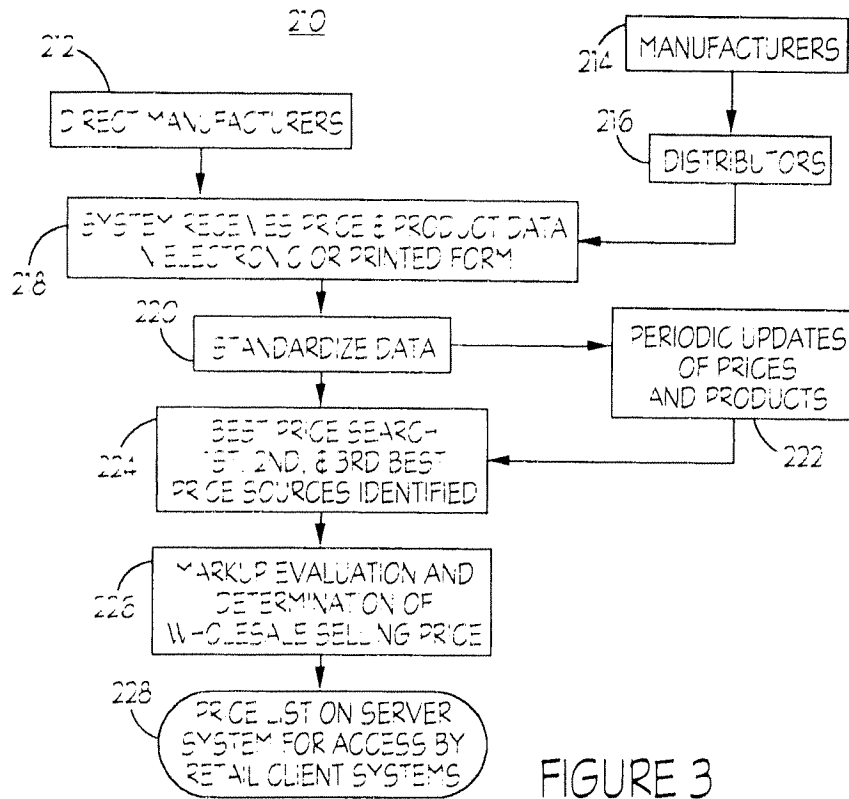 210
212
DIRECT MANUFACTURERS
214
MANUFACTURERS
216
DISTRIBUTORS
SYSTEM RECEIVES PRICE & PRODUCT DATA
IN ELECTRONIC OR PRINTED FORM
218
220
STANDARDIZE DATA
PERIODIC UPDATES
OF PRICES
AND PRODUCTS
222
BEST PRICE SEARCH
1ST, 2ND, & 3RD BEST
PRICE SOURCES IDENTIFIED
224
MARKUP EVALUATION AND
DETERMINATION OF
WHOLESALE SELLING PRICE
226
228
PRICE LIST ON SERVER
SYSTEM FOR ACCESS BY
RETAIL CLIENT SYSTEMS
FIGURE 3